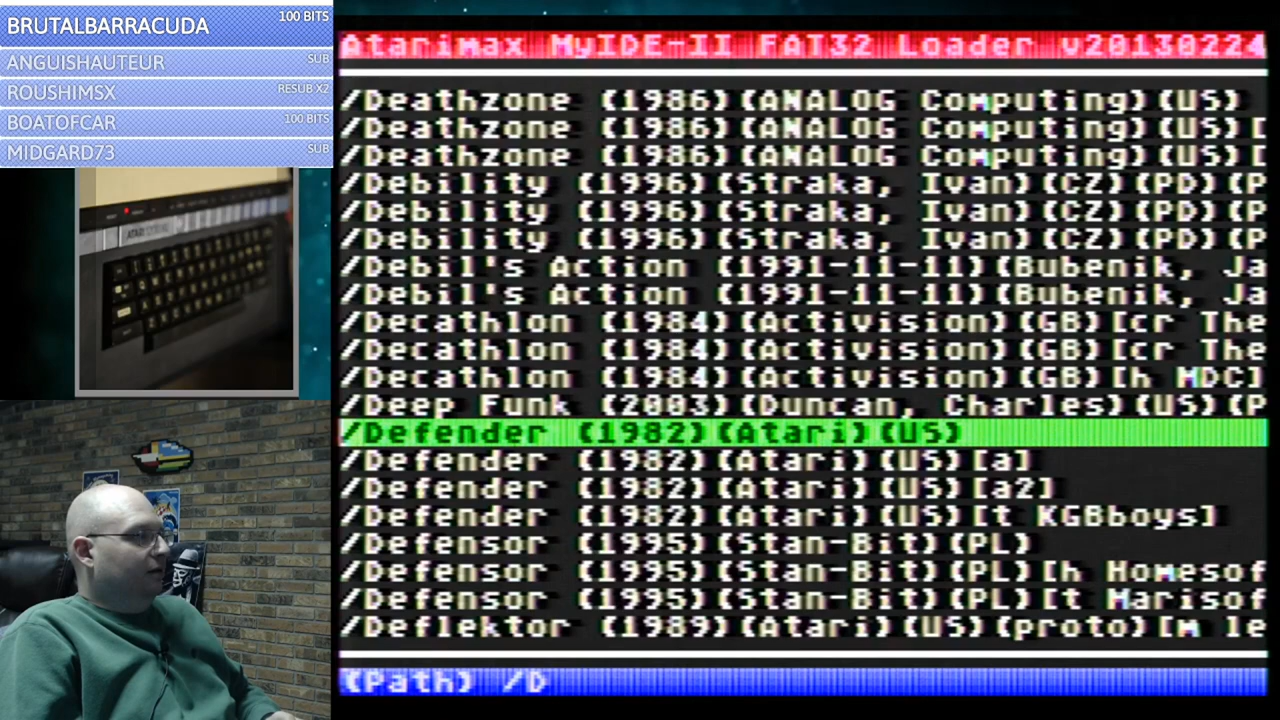 BRUTALBARRACUDA 100 BITS
ANGUISHAUTEUR SUB
ROUSHIMSX RESUB X2
BOATOFCAR 100 BITS
MIDGARD73 SUB
Atarimax MyIDE-II FAT32 Loader v20130224
/Deathzone (1986)(ANALOG Computing)(US)
/Deathzone (1986)(ANALOG Computing)(US)[
/Deathzone (1986)(ANALOG Computing)(US)[
/Debility (1996)(Straka, Ivan)(CZ)(PD)(P
/Debility (1996)(Straka, Ivan)(CZ)(PD)(P
/Debility (1996)(Straka, Ivan)(CZ)(PD)(P
/Debil's Action (1991-11-11)(Bubenik, Ja
/Debil's Action (1991-11-11)(Bubenik, Ja
/Decathlon (1984)(Activision)(GB)[cr The
/Decathlon (1984)(Activision)(GB)[cr The
/Decathlon (1984)(Activision)(GB)[h MDC]
/Deep Funk (2003)(Duncan, Charles)(US)(P
/Defender (1982)(Atari)(US)
/Defender (1982)(Atari)(US)[a]
/Defender (1982)(Atari)(US)[a2]
/Defender (1982)(Atari)(US)[t KGBboys]
/Defensor (1995)(Stan-Bit)(PL)
/Defensor (1995)(Stan-Bit)(PL)[h Homesof
/Defensor (1995)(Stan-Bit)(PL)[t Marisof
/Deflektor (1989)(Atari)(US)(proto)[m le
(Path) /D